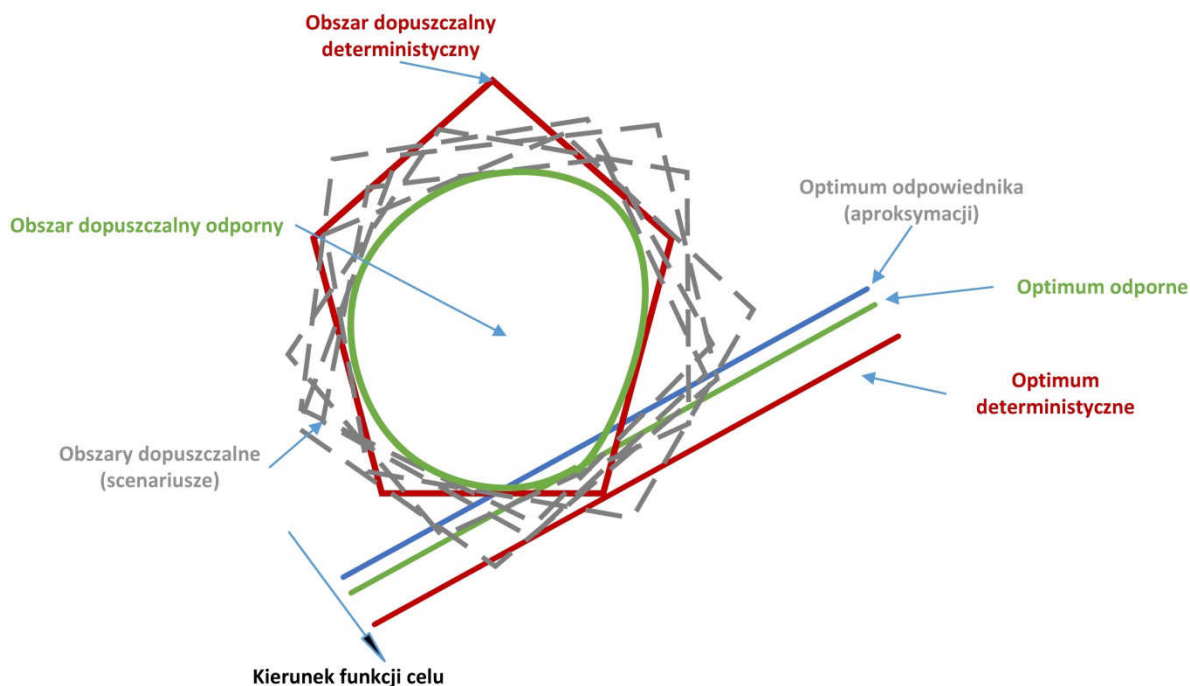 Obszar dopuszczalny
deterministyczny
Optimum odpowiednika
(aproksymacji)
Obszar dopuszczalny odporny
Optimum odporne
Optimum
deterministyczne
Obszary dopuszczalne
(scenariusze)
Kierunek funkcji celu